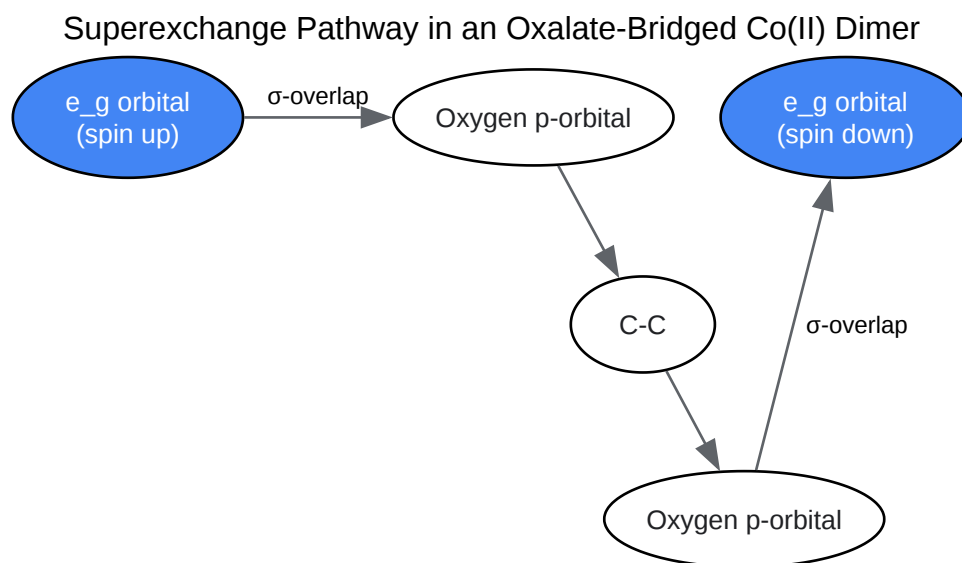 Superexchange Pathway in an Oxalate-Bridged Co(II) Dimer
e_g orbital
(spin up)
σ-overlap
Oxygen p-orbital
e_g orbital
(spin down)
C-C
σ-overlap
Oxygen p-orbital